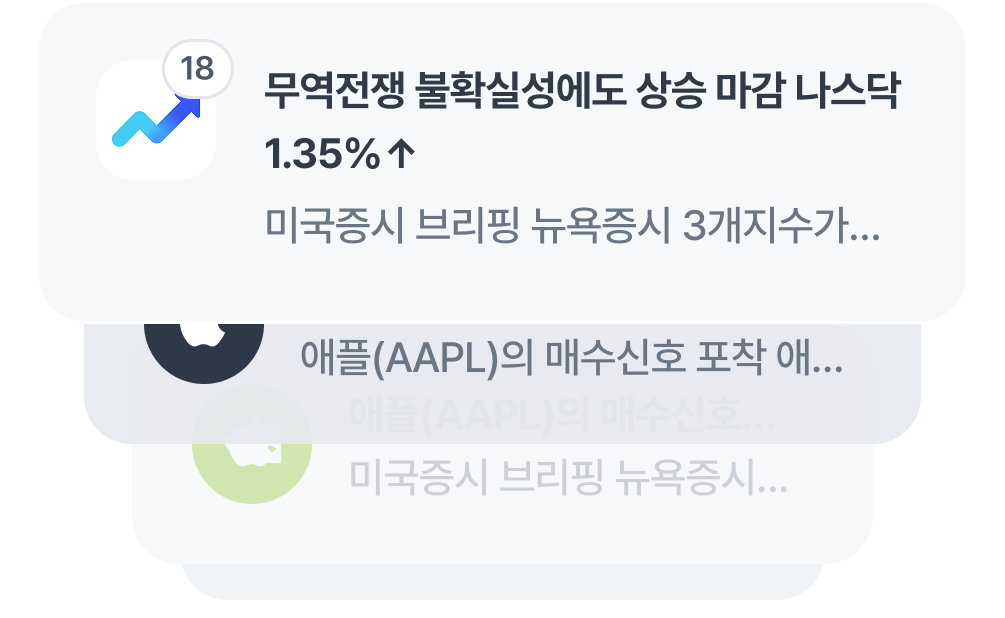 18
무역전쟁 불확실성에도 상승 마감 나스닥
1.35%↑
미국증시 브리핑 뉴욕증시 3개지수가...
애플(AAPL)의 매수신호 포착 애...
애플(AAPL)의 매수신호...
미국증시 브리핑 뉴욕증시...